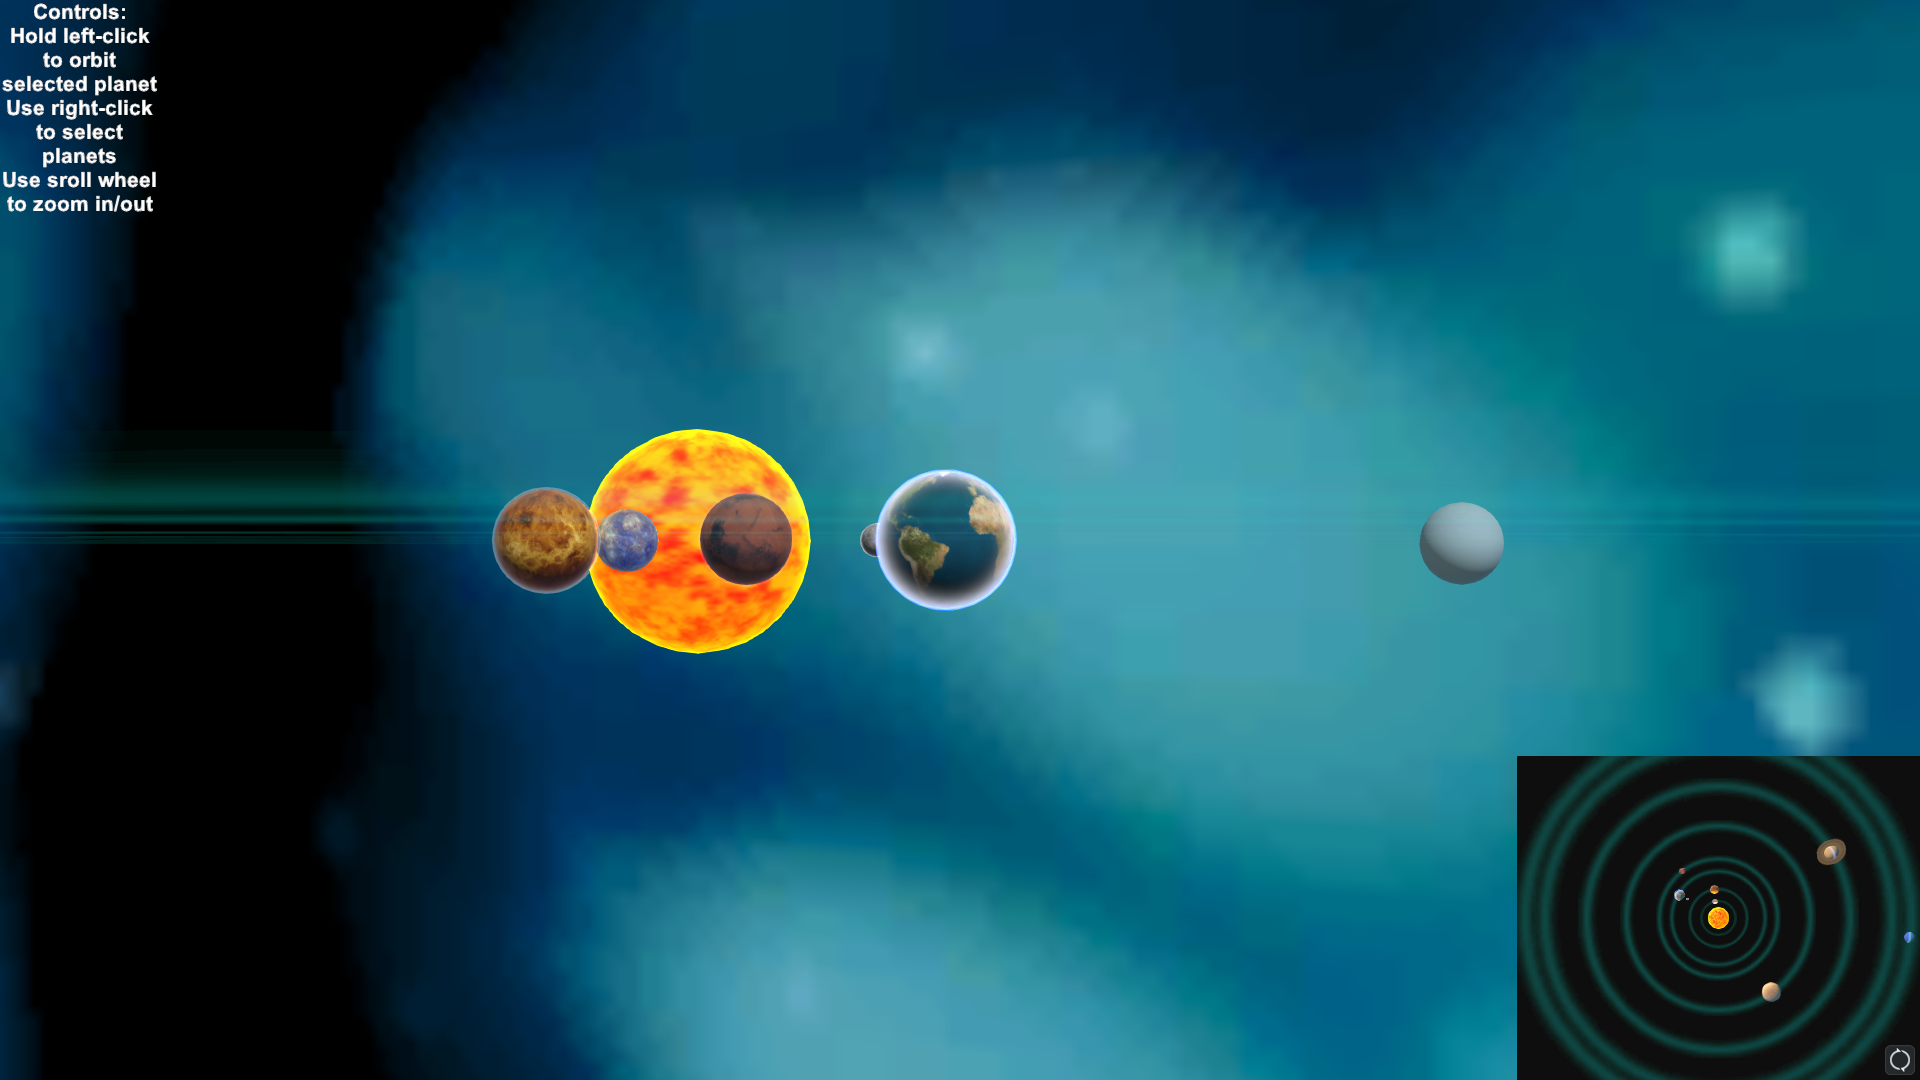 Controls:
Hold left-click
to orbit
selected planet
Use right-click
to select
planets
Use sroll wheel
to zoom in/out